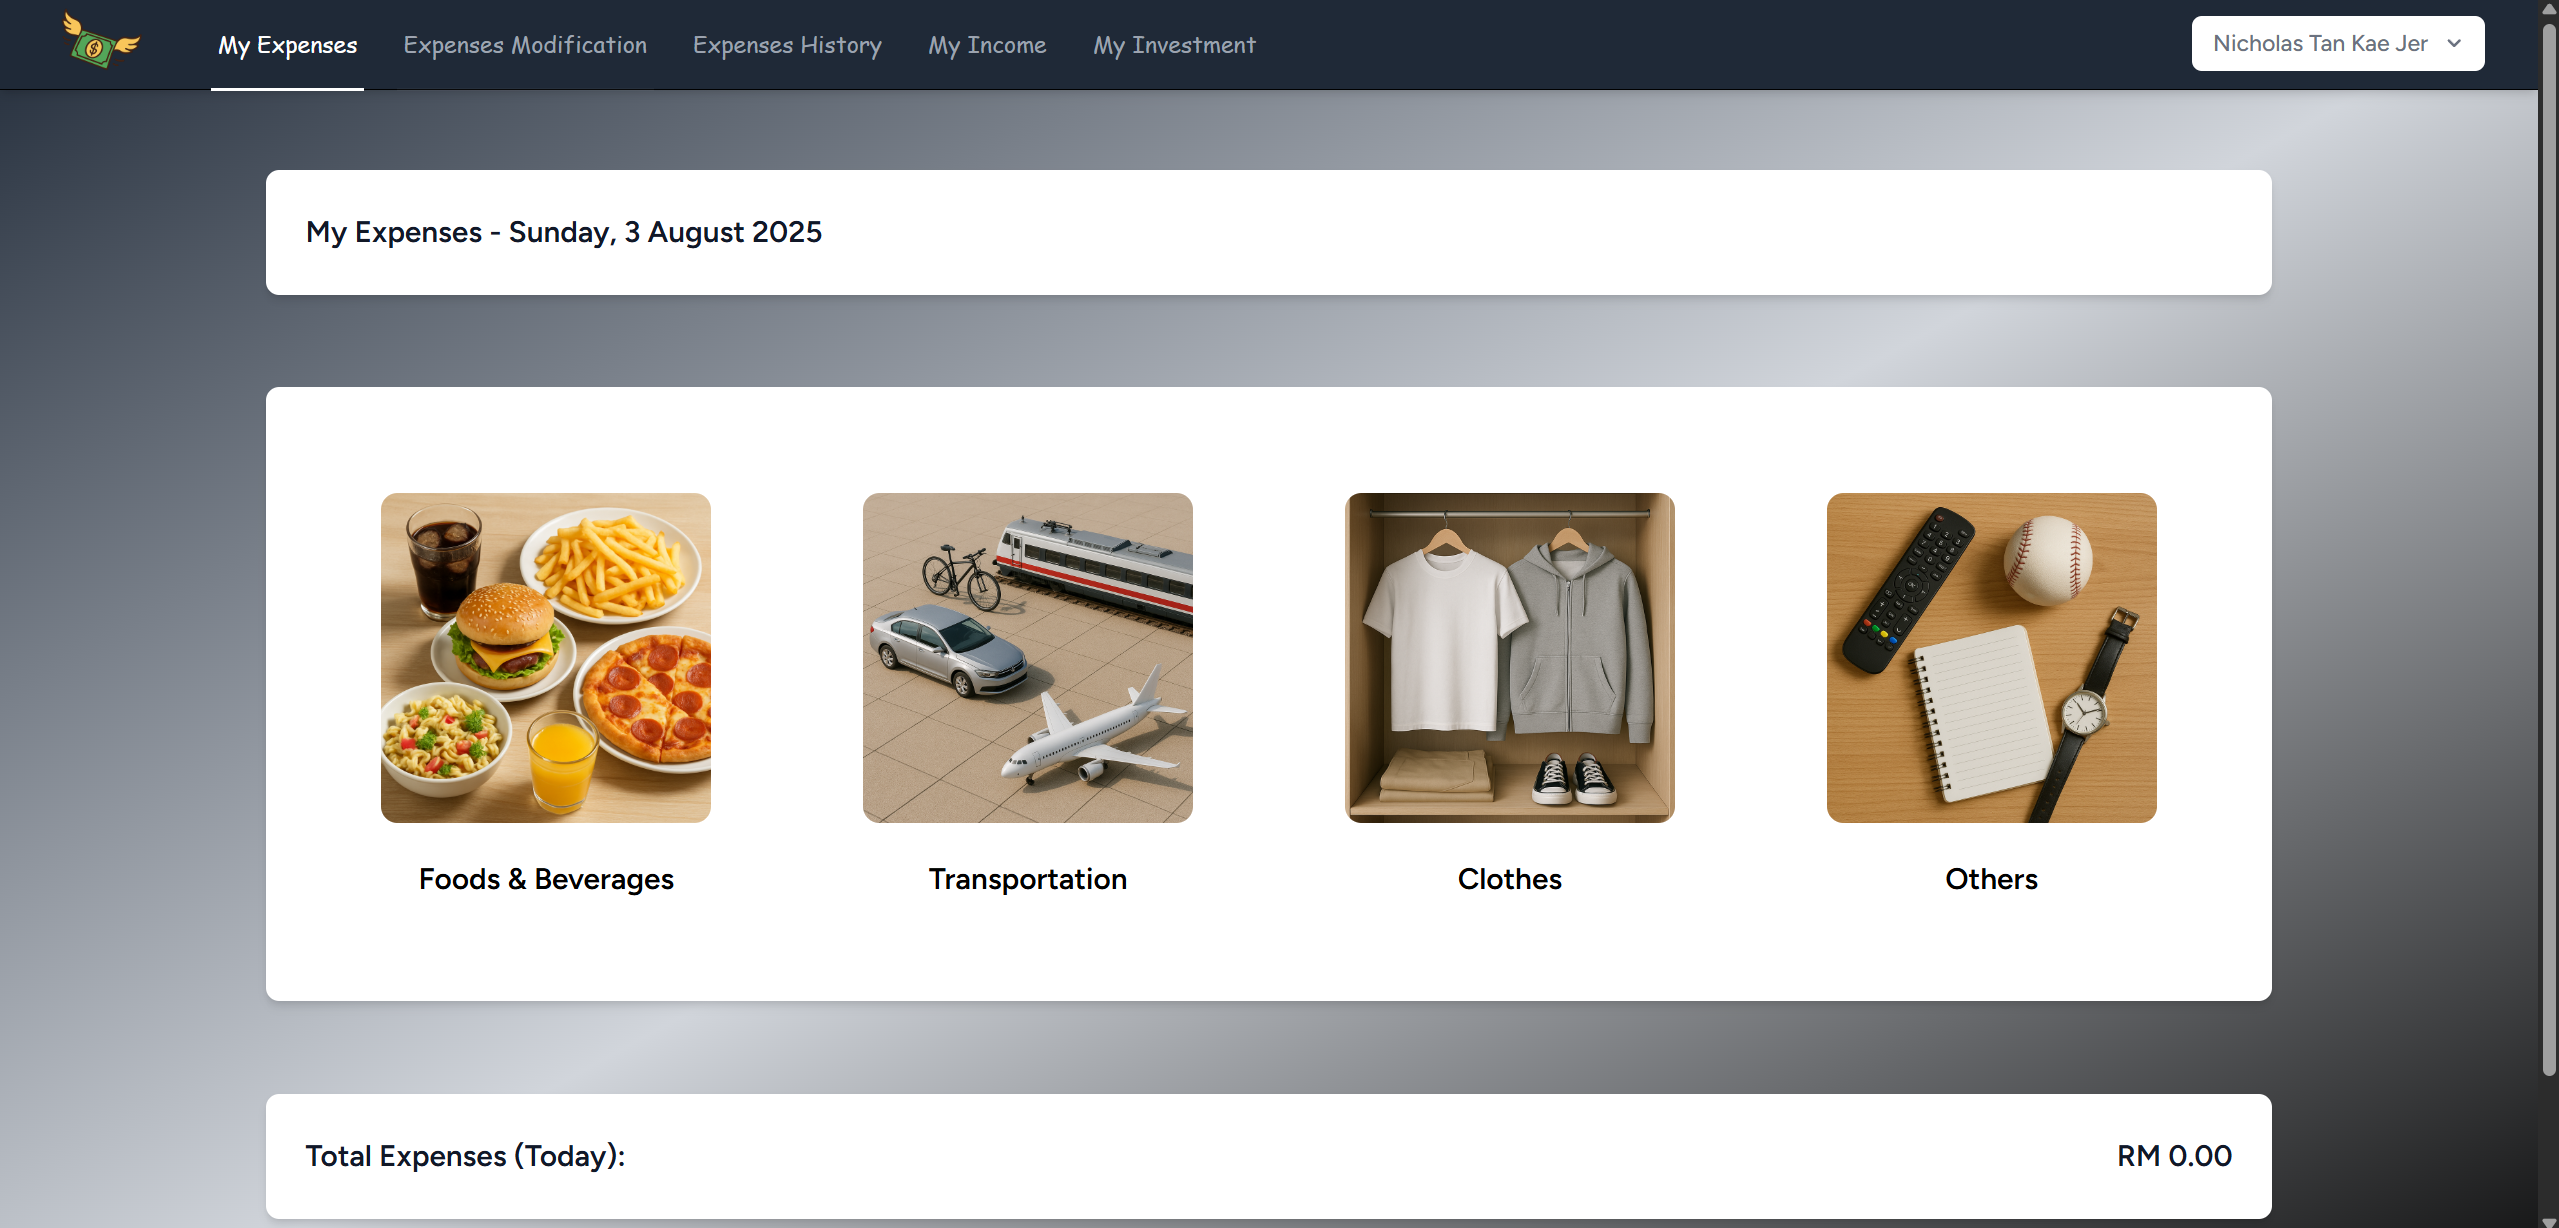 My Expenses
Expenses Modification
Expenses History
My Income
My Investment
Nicholas Tan Kae Jer
My Expenses - Sunday, 3 August 2025
Foods & Beverages
Transportation
Clothes
Others
Total Expenses (Today):
RM 0.00